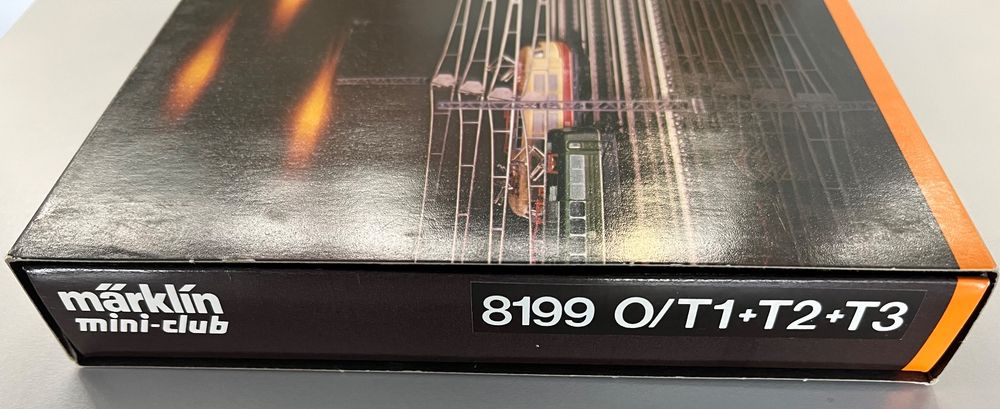 märklin
mini-club
8199 O/T1+T2+T3